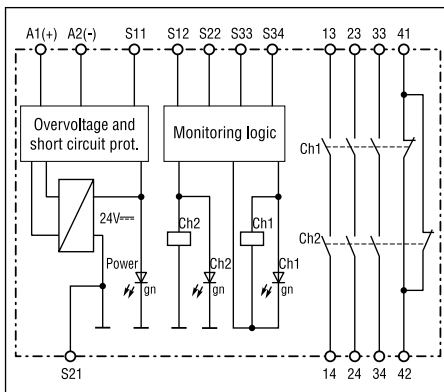 A1(+) A2(-) S11 S12 S22 S33 S34 13 23 33 41
Overvoltage and
short circuit prot.
Monitoring logic
Ch1
24V
Ch2 Ch1
Ch2
Power Ch2 Ch1
gn gn gn
S21 14 24 34 42